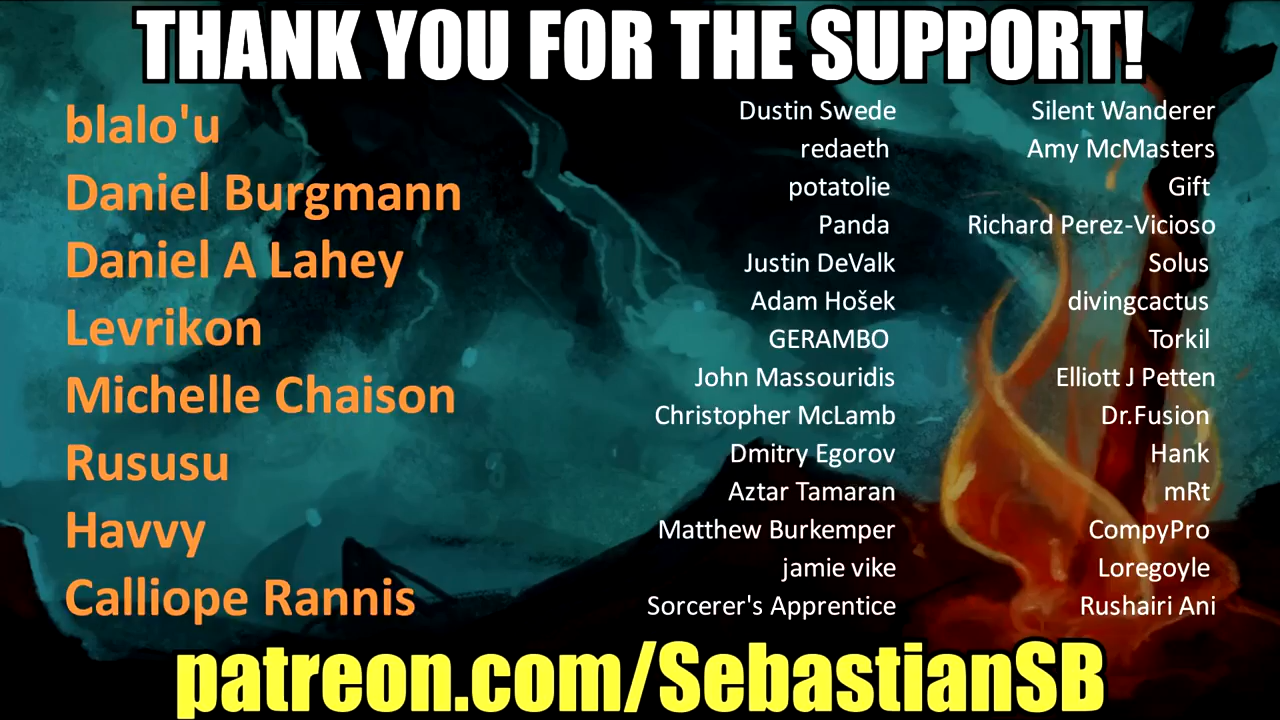 THANK YOU FOR THE SUPPORT!
blalo'u
Daniel Burgmann
Daniel A Lahey
Levrikon
Michelle Chaison
Rususu
Havvy
Calliope Rannis
Dustin Swede
redaeth
potatolie
Panda
Justin DeValk
Adam Hošek
GERAMBO
John Massouridis
Christopher McLamb
Dmitry Egorov
Aztar Tamaran
Matthew Burkemper
jamie vike
Sorcerer's Apprentice
Silent Wanderer
Amy McMasters
Gift
Richard Perez-Vicioso
Solus
divingcactus
Torkil
Elliott J Petten
Dr.Fusion
Hank
mRt
CompyPro
Loregoyle
Rushairi Ani
patreon.com/SebastianSB